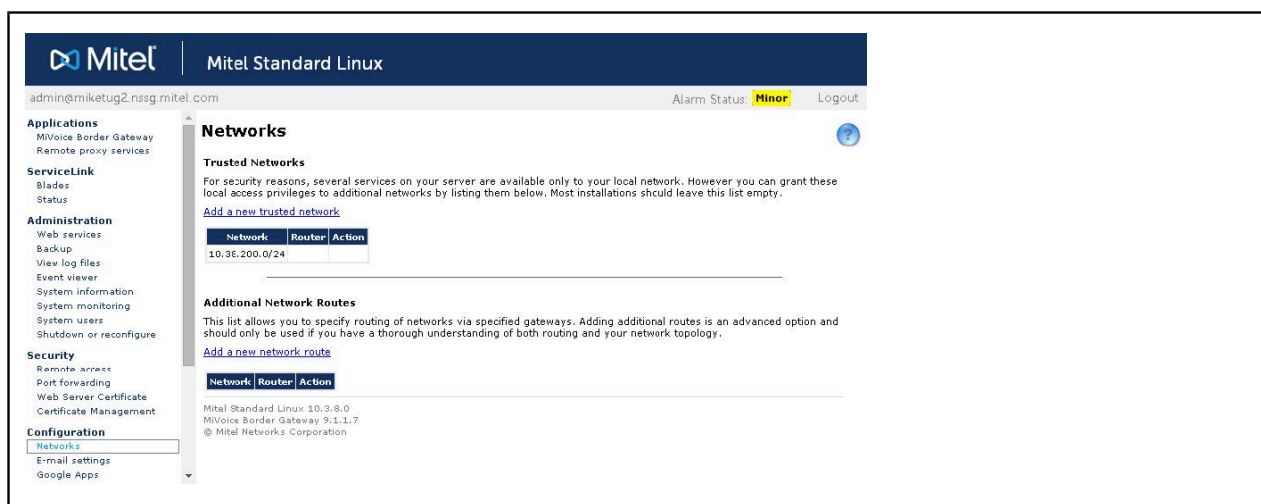 Mitel
Mitel Standard Linux
admin@miketug2.nssg.mitel.com
Alarm Status: Minor
Logout
Applications
MiVoice Border Gateway
Remote proxy services
ServiceLink
Blades
Status
Administration
Web services
Backup
View log files
Event viewer
System information
System monitoring
System users
Shutdown or reconfigure
Security
Remote access
Port forwarding
Web Server Certificate
Certificate Management
Configuration
Networks
E-mail settings
Google Apps
Networks
?
Trusted Networks
For security reasons, several services on your server are available only to your local network. However you can grant these
local access privileges to additional networks by listing them below. Most installations should leave this list empty.
Add a new trusted network
Network Router Action
10.36.200.0/24
Additional Network Routes
This list allows you to specify routing of networks via specified gateways. Adding additional routes is an advanced option and
should only be used if you have a thorough understanding of both routing and your network topology.
Add a new network route
Network Router Action
Mitel Standard Linux 10.3.8.0
MiVoice Border Gateway 9.1.1.7
© Mitel Networks Corporation